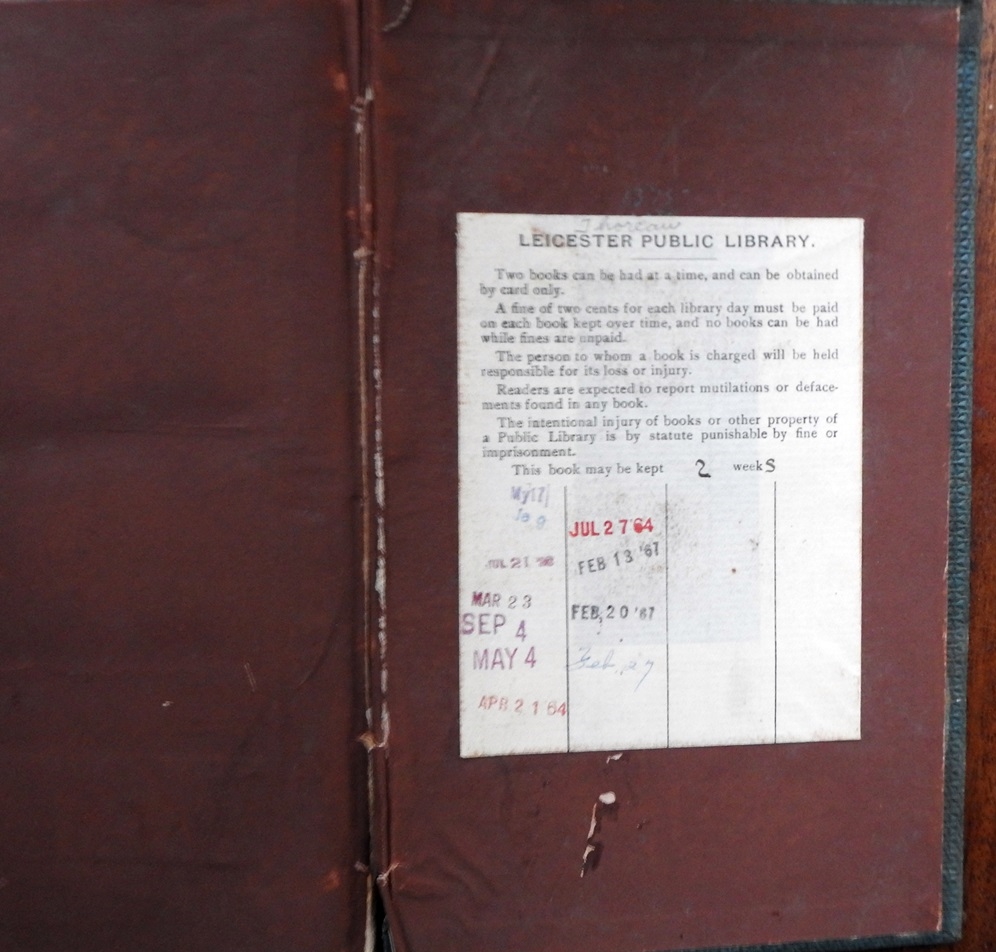 Thoreau
LEICESTER PUBLIC LIBRARY.
Two books can be had at a time, and can be obtained
by card only.
A fine of two cents for each library day must be paid
on each book kept over time, and no books can be had
while fines are unpaid.
The person to whom a book is charged will be held
responsible for its loss or injury.
Readers are expected to report mutilations or deface-
ments found in any book.
The intentional injury of books or other property of
a Public Library is by statute punishable by fine or
imprisonment.
This book may be kept 2 weekS
My17
JUL 21
MAR 23
SEP 4
MAY 4
APR 21 64
JUL 27 '64
FEB 13 '67
FEB, 20 '67
Feb. 27